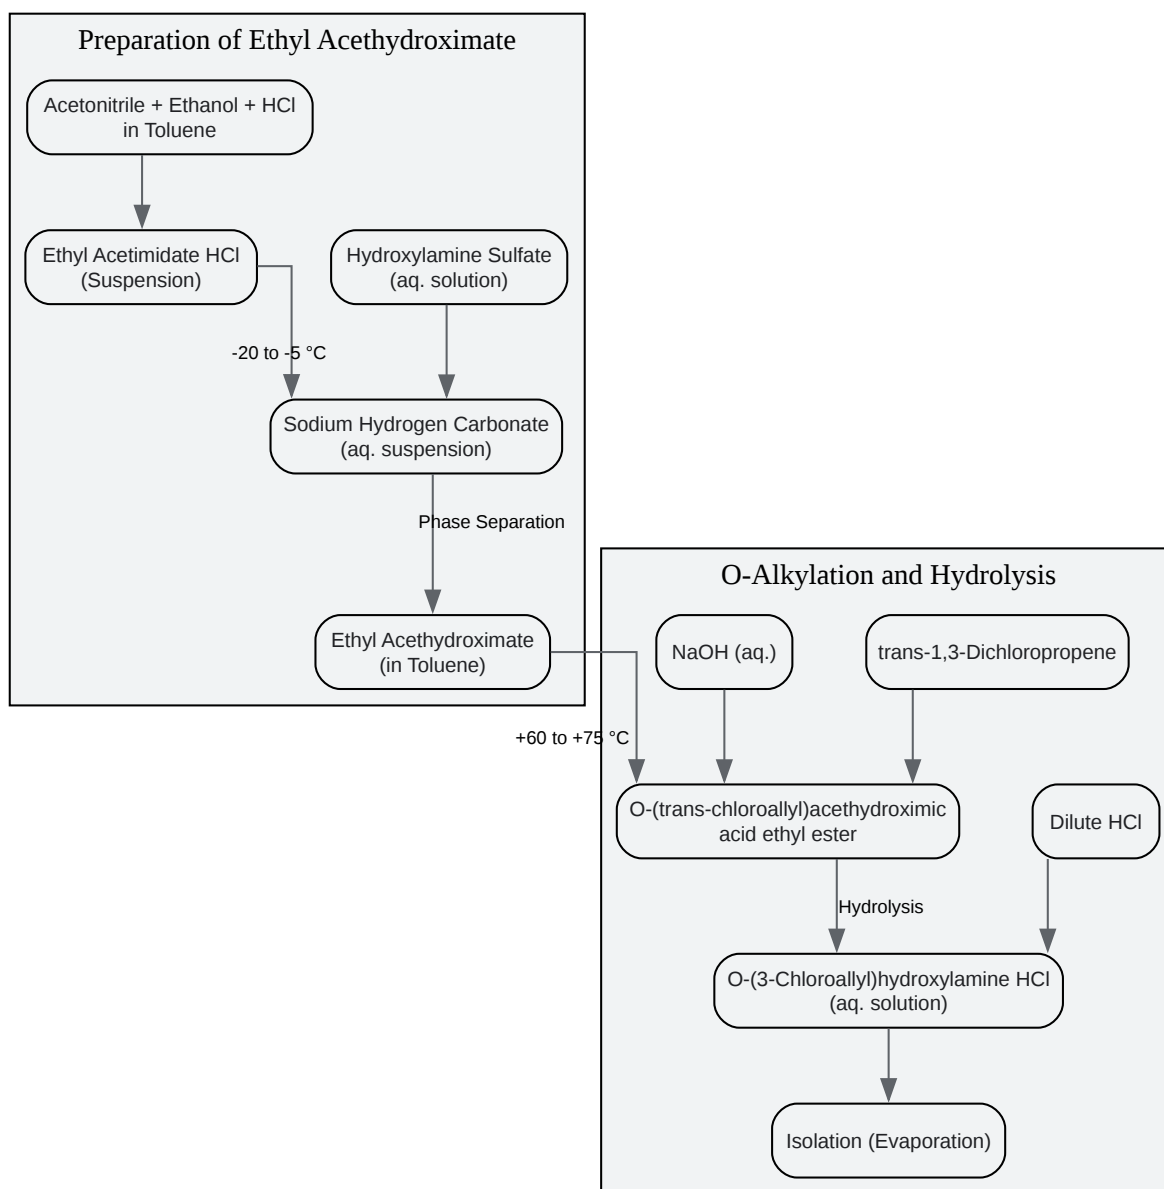 Preparation of Ethyl Acethydroximate
Acetonitrile + Ethanol + HCl
in Toluene
Ethyl Acetimidate HCl
(Suspension)
Hydroxylamine Sulfate
(aq. solution)
-20 to -5 °C
Sodium Hydrogen Carbonate
(aq. suspension)
Phase Separation
Ethyl Acethydroximate
(in Toluene)
O-Alkylation and Hydrolysis
NaOH (aq.)
trans-1,3-Dichloropropene
+60 to +75 °C
O-(trans-chloroallyl)acethydroximic
acid ethyl ester
Dilute HCl
Hydrolysis
O-(3-Chloroallyl)hydroxylamine HCl
(aq. solution)
Isolation (Evaporation)